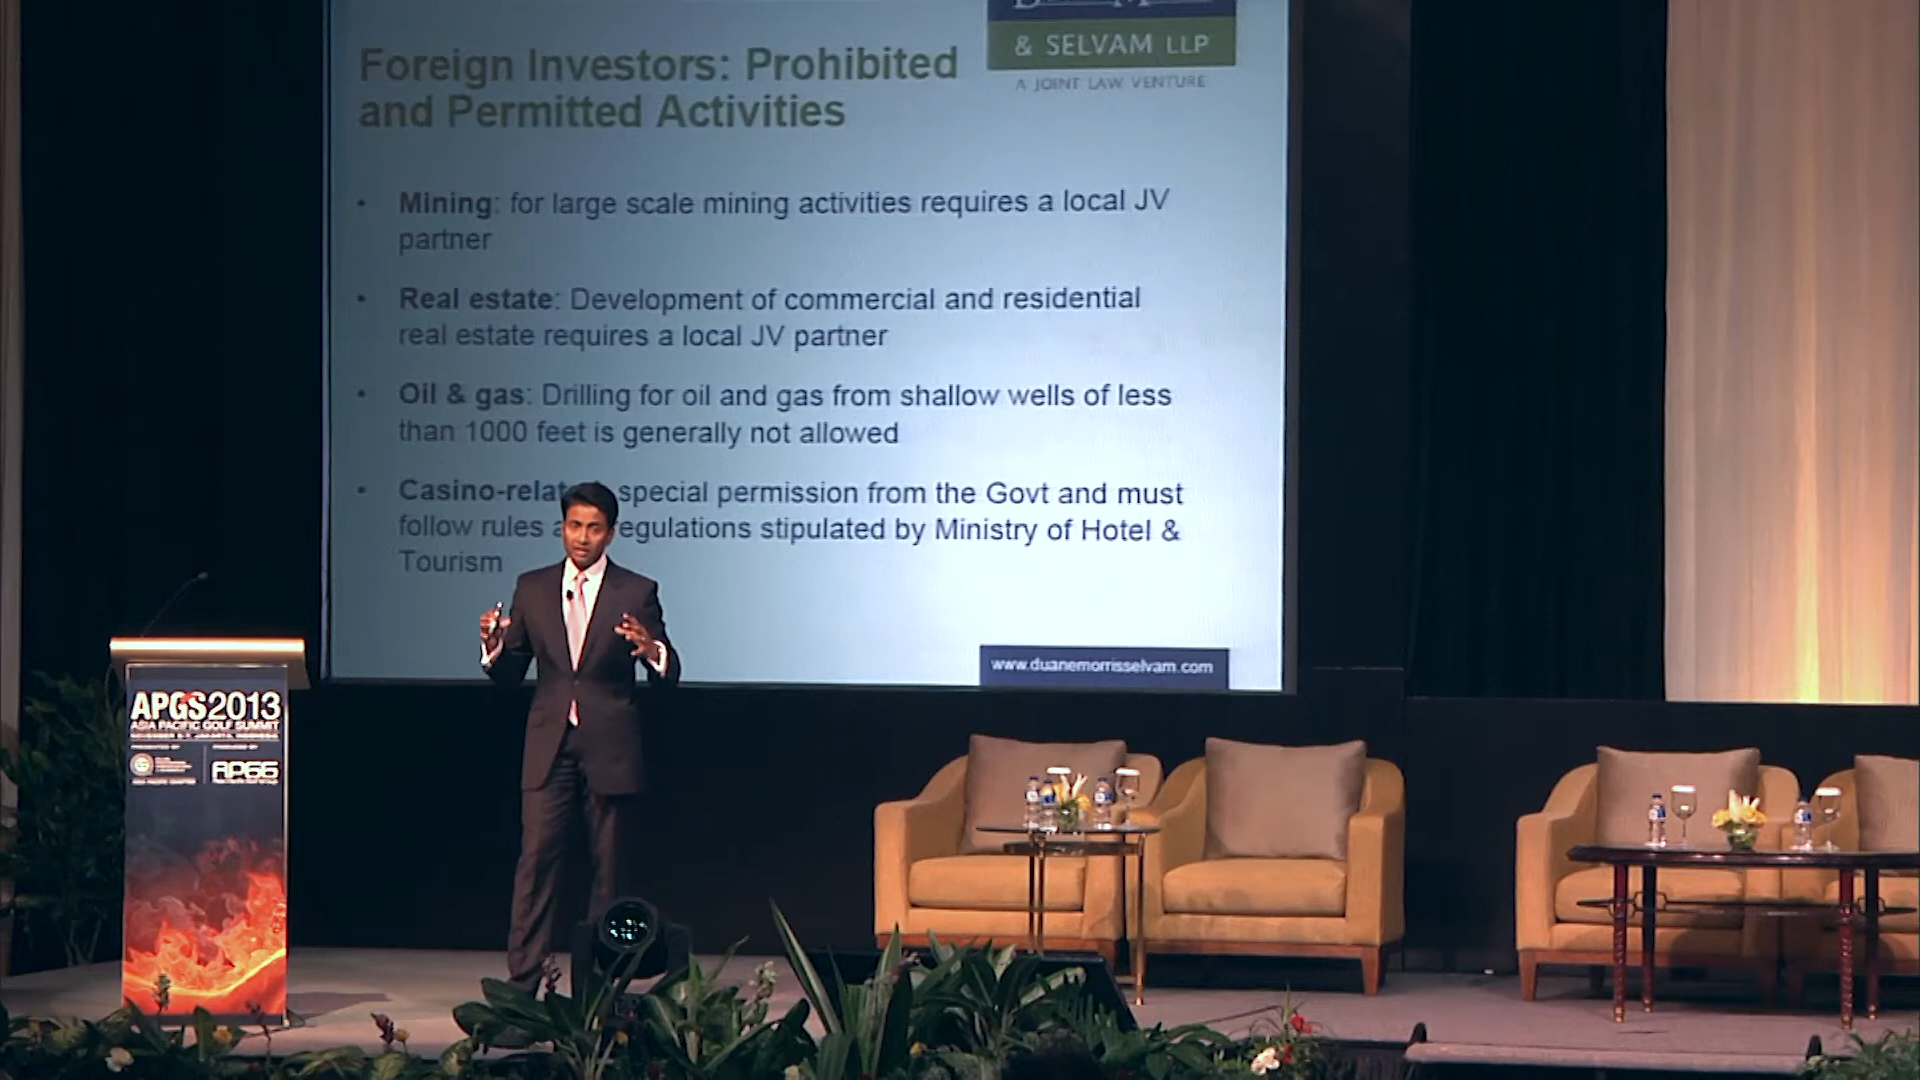 & SELVAM LLP
A JOINT LAW VENTURE
Foreign Investors: Prohibited
and Permitted Activities
• Mining: for large scale mining activities requires a local JV
partner
• Real estate: Development of commercial and residential
real estate requires a local JV partner
• Oil & gas: Drilling for oil and gas from shallow wells of less
than 1000 feet is generally not allowed
• Casino-relat special permission from the Govt and must
follow rules a egulations stipulated by Ministry of Hotel &
Tourism
www.duanemorrisselvam.com
APGS2013
ASIA PACIFIC GOLF SUMMIT
PRESENTED BY
PRODUCED BY